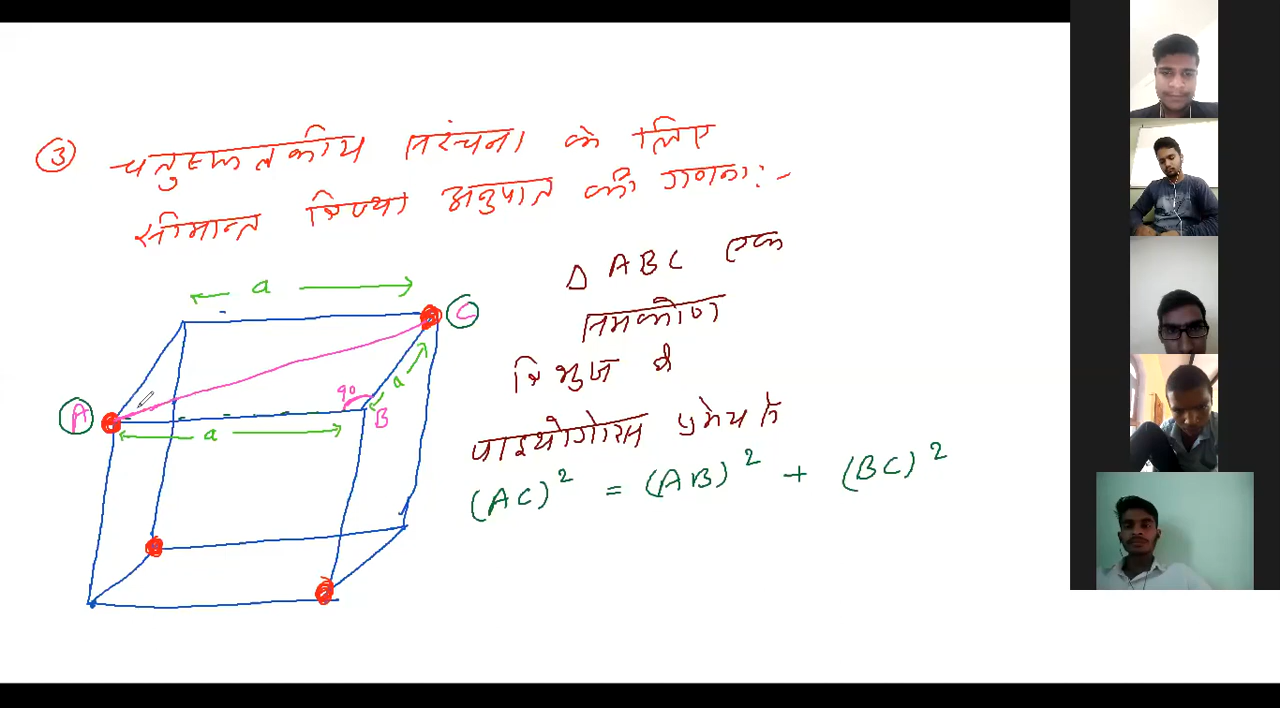 ③ चतुष्फलकीय संरचना के लिए
सीमान्त त्रिज्या अनुपात की गणना:-
a
Δ ABC एक
समकोण
त्रिभुज है
पाइथोगोरस प्रमेय से
(AC)² = (AB)² + (BC)²
C
A
90
B
a
a